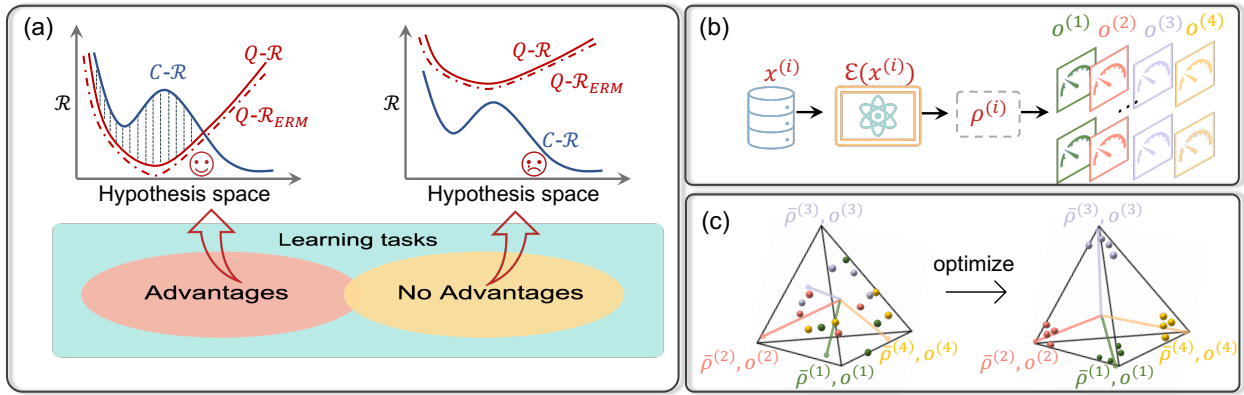 (a)
Q-R
C-R
Q-R_ERM
R
Hypothesis space
Q-R
Q-R_ERM
C-R
R
Hypothesis space
Learning tasks
Advantages
No Advantages
(b)
x^(i)
ε(x^(i))
ρ^(i)
o^(1) o^(2) o^(3) o^(4)
...
(c)
ρ̄^(3), o^(3)
ρ̄^(2), o^(2)
ρ̄^(1), o^(1)
ρ̄^(4), o^(4)
optimize
ρ̄^(3), o^(3)
ρ̄^(2), o^(2)
ρ̄^(1), o^(1)
ρ̄^(4), o^(4)